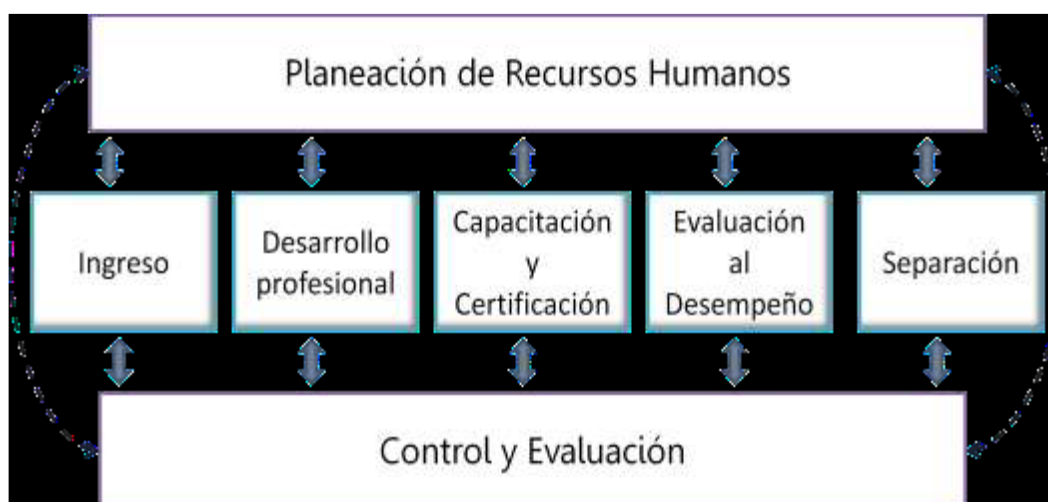 Planeación de Recursos Humanos
Ingreso
Desarrollo
profesional
Capacitación
y
Certificación
Evaluación
al
Desempeño
Separación
Control y Evaluación